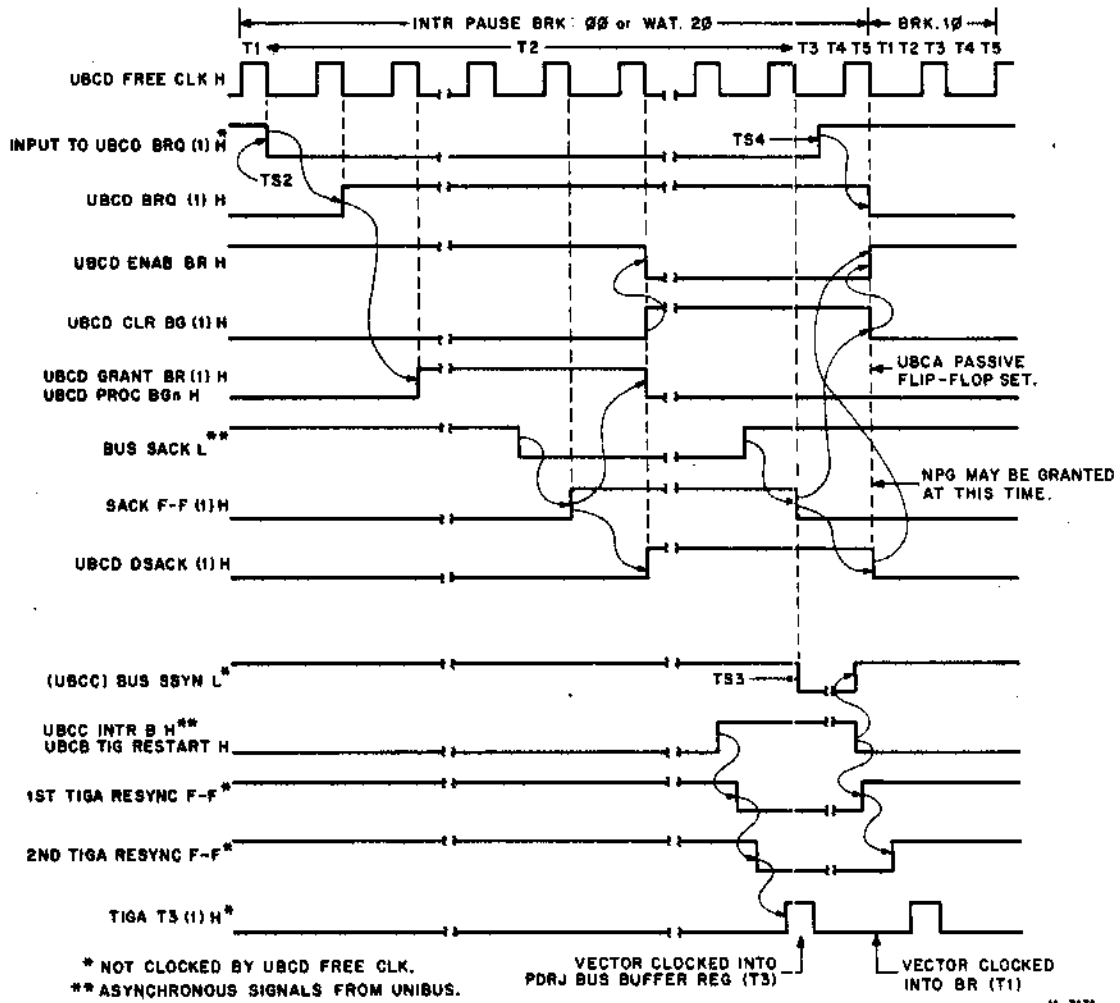 INTR PAUSE BRK: ØØ or WAT. 2Ø
BRK. 1Ø
T1 T2 T3 T4 T5 T1 T2 T3 T4 T5
UBCD FREE CLK H
INPUT TO UBCD BRQ (1) H*
TS2
TS4
UBCD BRQ (1) H
UBCD ENAB BR H
UBCD CLR BG (1) H
UBCD GRANT BR (1) H
UBCD PROC BGn H
UBCA PASSIVE
FLIP-FLOP SET.
BUS SACK L**
NPG MAY BE GRANTED
AT THIS TIME.
SACK F-F (1) H
UBCD DSACK (1) H
(UBCC) BUS SSYN L*
TS3
UBCC INTR B H**
UBCB TIG RESTART H
1ST TIGA RESYNC F-F*
2ND TIGA RESYNC F-F*
TIGA T3 (1) H*
* NOT CLOCKED BY UBCD FREE CLK.
** ASYNCHRONOUS SIGNALS FROM UNIBUS.
VECTOR CLOCKED INTO
PDRJ BUS BUFFER REG (T3)
VECTOR CLOCKED
INTO BR (T1)